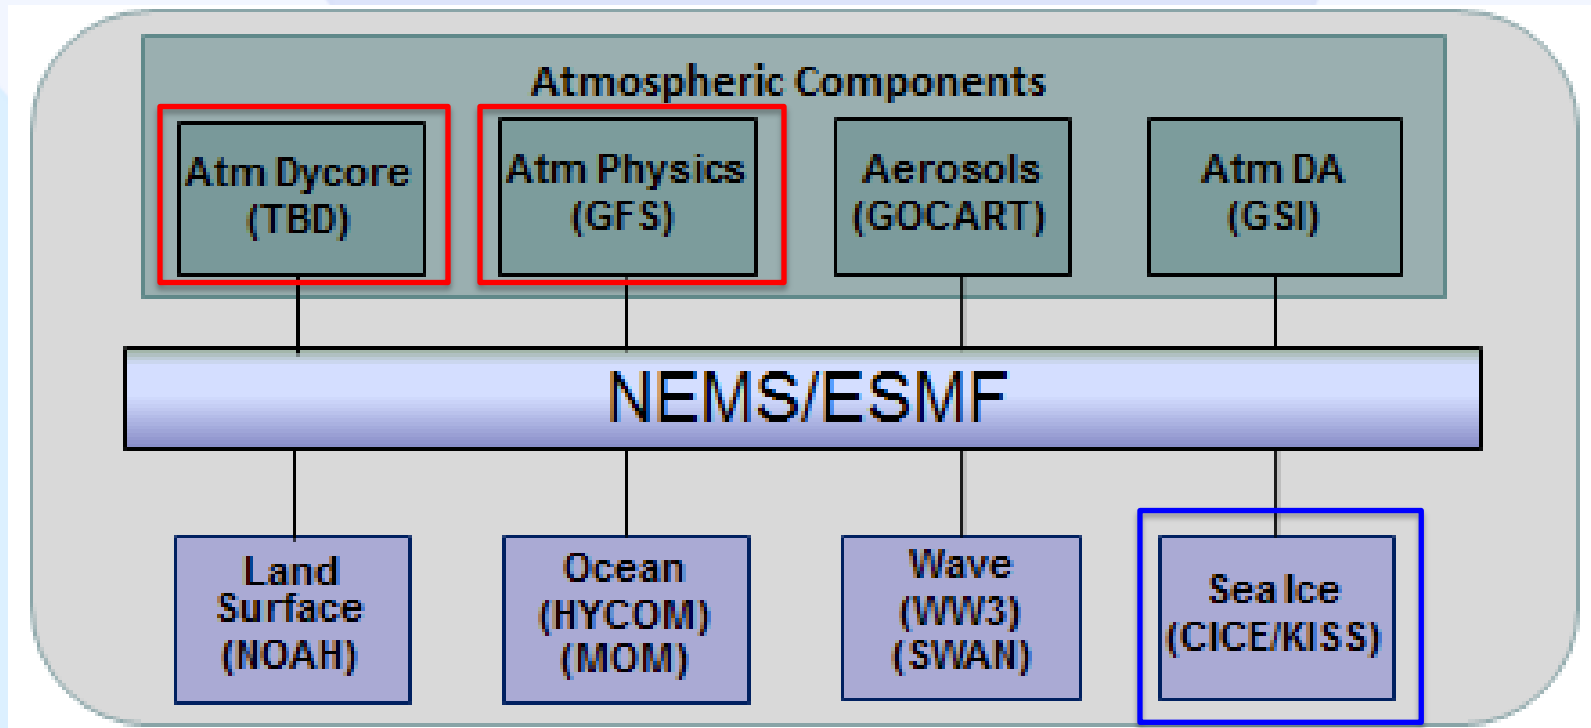 Atmospheric Components
Atm Dycore
(TBD)
Atm Physics
(GFS)
Aerosols
(GOCART)
Atm DA
(GSI)
NEMS/ESMF
Land
Surface
(NOAH)
Ocean
(HYCOM)
(MOM)
Wave
(WW3)
(SWAN)
Sea Ice
(CICE/KISS)